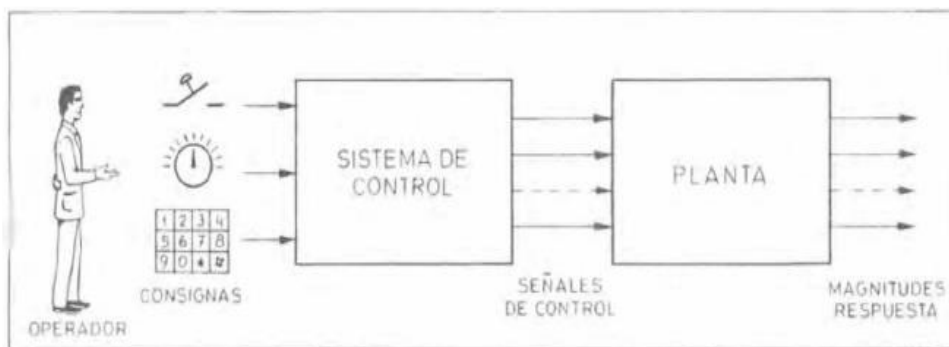 SISTEMA DE
CONTROL
PLANTA
1 2 3 4
5 6 7 8
9 0 * #
CONSIGNAS
OPERADOR
SEÑALES
DE CONTROL
MAGNITUDES
RESPUESTA